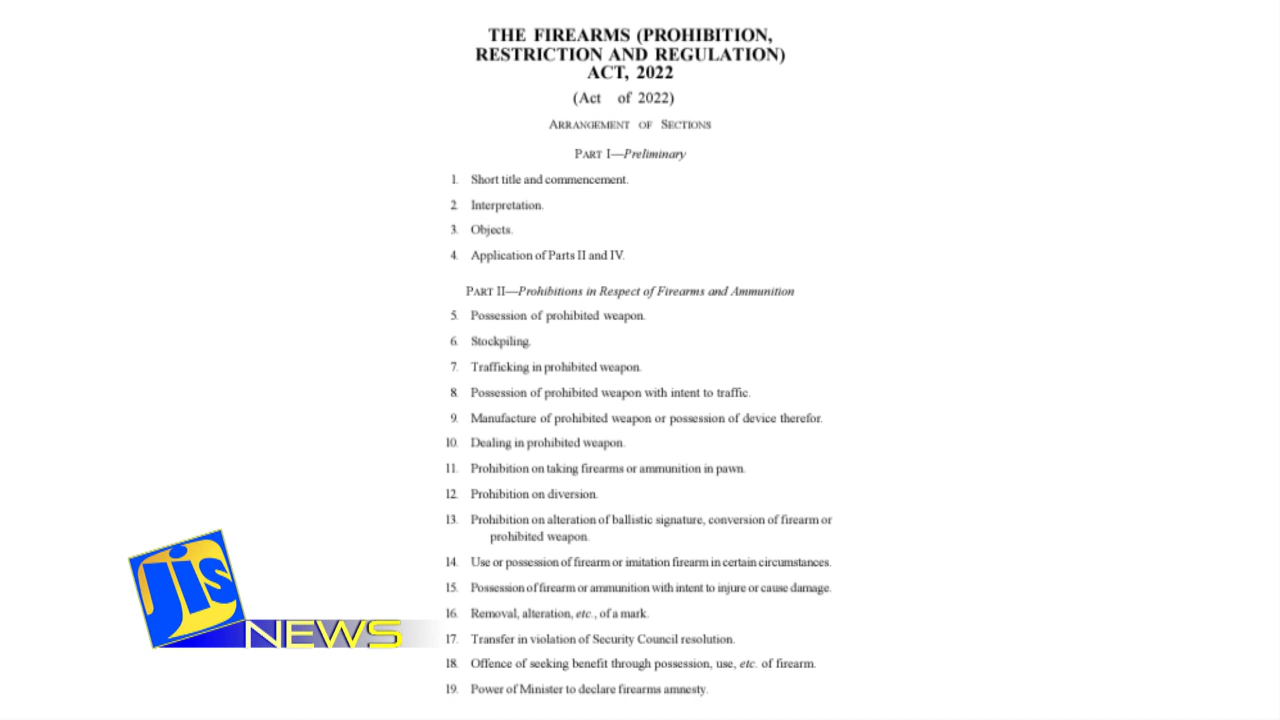 THE FIREARMS (PROHIBITION,
RESTRICTION AND REGULATION)
ACT, 2022
(Act of 2022)
ARRANGEMENT OF SECTIONS
PART I—Preliminary
1. Short title and commencement.
2. Interpretation.
3. Objects.
4. Application of Parts II and IV.
PART II—Prohibitions in Respect of Firearms and Ammunition
5. Possession of prohibited weapon.
6. Stockpiling.
7. Trafficking in prohibited weapon.
8. Possession of prohibited weapon with intent to traffic.
9. Manufacture of prohibited weapon or possession of device therefor.
10. Dealing in prohibited weapon.
11. Prohibition on taking firearms or ammunition in pawn.
12. Prohibition on diversion.
13. Prohibition on alteration of ballistic signature, conversion of firearm or
prohibited weapon.
14. Use or possession of firearm or imitation firearm in certain circumstances.
15. Possession of firearm or ammunition with intent to injure or cause damage.
16. Removal, alteration, etc., of a mark.
17. Transfer in violation of Security Council resolution.
18. Offence of seeking benefit through possession, use, etc. of firearm.
19. Power of Minister to declare firearms amnesty.
jis
NEWS